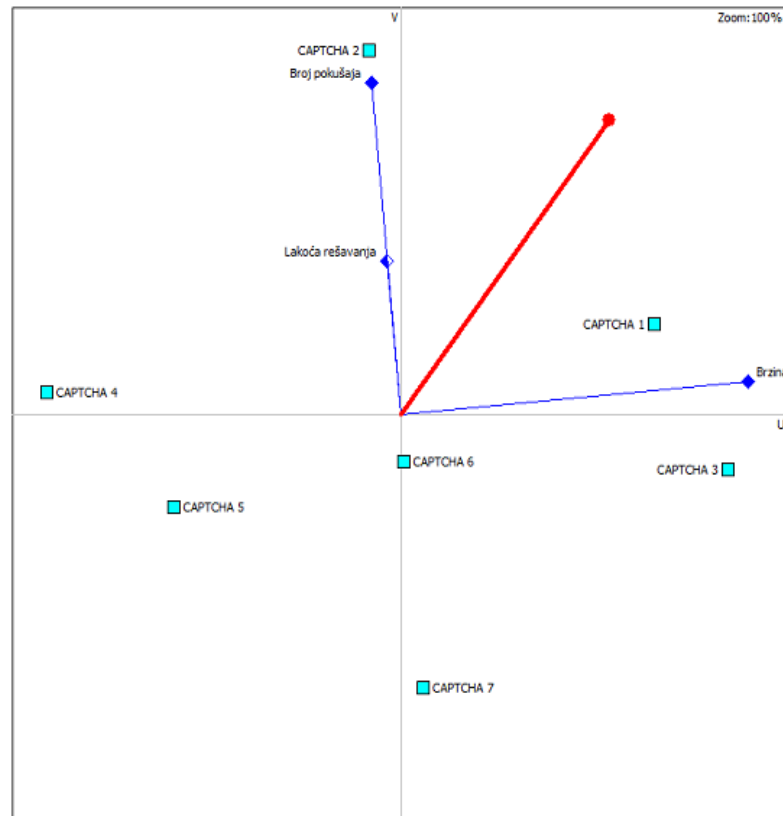 V
Zoom:100%
CAPTCHA 2
Broj pokušaja
Lakoća rešavanja
CAPTCHA 1
Brzina
CAPTCHA 4
U
CAPTCHA 6
CAPTCHA 3
CAPTCHA 5
CAPTCHA 7